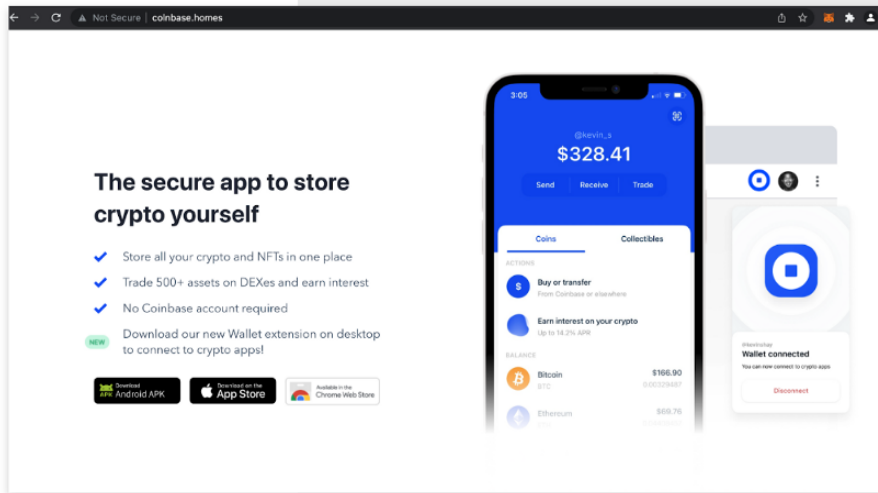 Not Secure | colnbase.homes
The secure app to store
crypto yourself
Store all your crypto and NFTs in one place
Trade 500+ assets on DEXes and earn interest
No Coinbase account required
NEW
Download our new Wallet extension on desktop
to connect to crypto apps!
Download
APK Android APK
Download on the
App Store
Available in the
Chrome Web Store
3:05
@kevin_s
$328.41
Send Receive Trade
Coins Collectibles
ACTIONS
$
Buy or transfer
From Coinbase or elsewhere
Earn interest on your crypto
Up to 14.2% APR
BALANCE
Bitcoin $166.90
BTC
Ethereum
Wallet connected
You can now connect to crypto apps
Disconnect